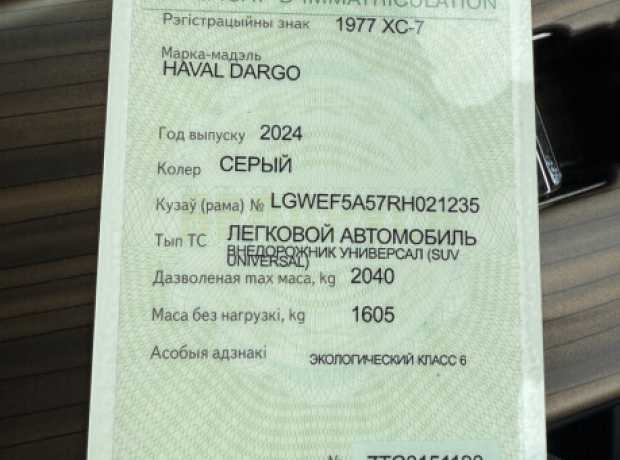 D'IMMATRICULATION
Рэгістрацыйны знак 1977 ХС-7
Марка-мадэль
HAVAL DARGO
Год выпуску 2024
Колер СЕРЫЙ
Кузаў (рама) № LGWEF5A57RH021235
Тып ТС ЛЕГКОВОЙ АВТОМОБИЛЬ
ВНЕДОРОЖНИК УНИВЕРСАЛ (SUV
UNIVERSAL)
Дазволеная max маса, kg 2040
Маса без нагрузкі, kg 1605
Асобыя адзнакі ЭКОЛОГИЧЕСКИЙ КЛАСС 6